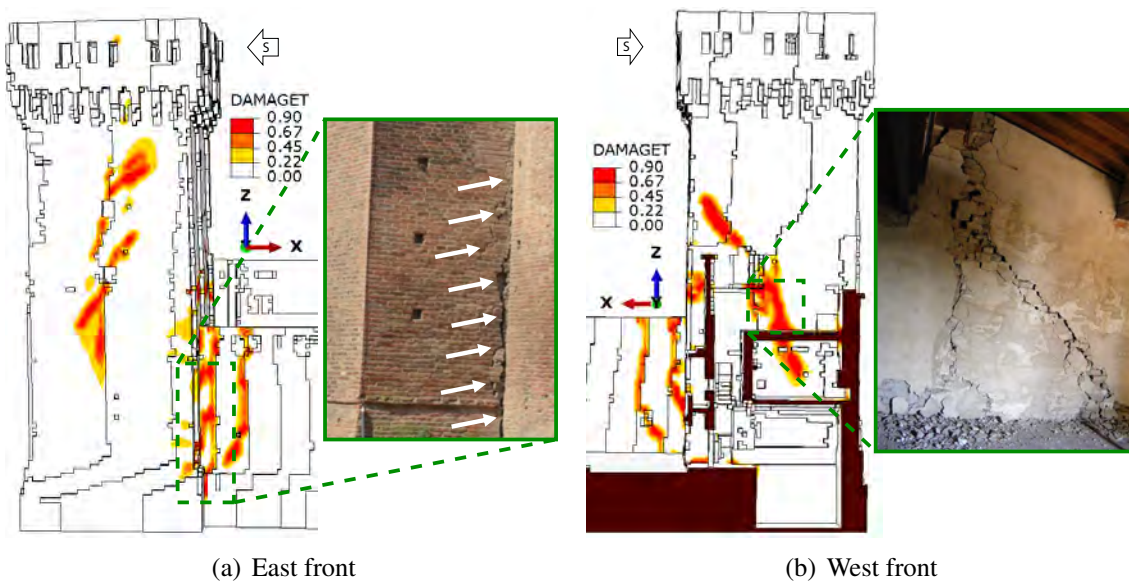 S
DAMAGET
0.90
0.67
0.45
0.22
0.00
Z
X
(a) East front
S
DAMAGET
0.90
0.67
0.45
0.22
0.00
Z
X
Y
(b) West front